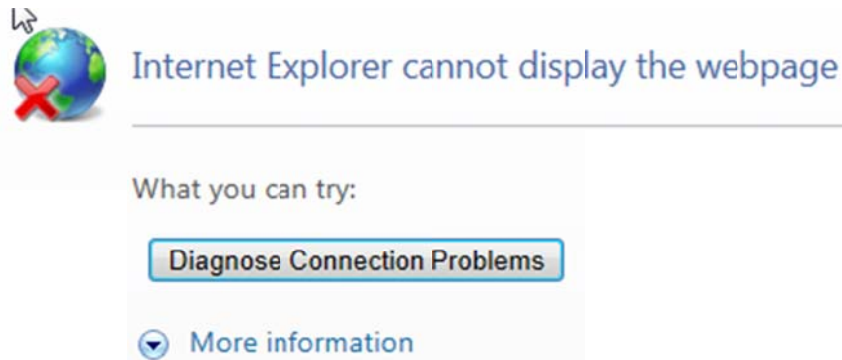 Internet Explorer cannot display the webpage
What you can try:
Diagnose Connection Problems
More information